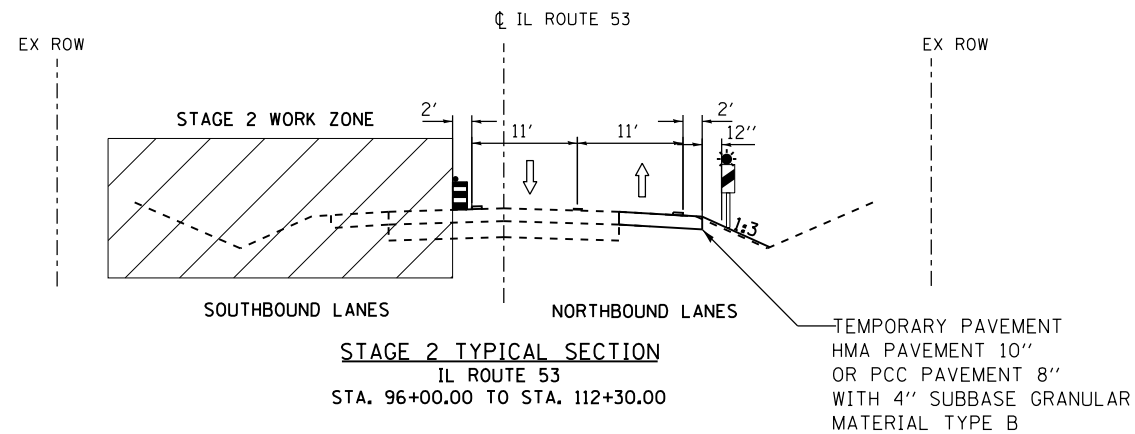 ℄ IL ROUTE 53
EX ROW
EX ROW
STAGE 2 WORK ZONE
2'
11'
11'
2'
12''
1:3
SOUTHBOUND LANES
NORTHBOUND LANES
STAGE 2 TYPICAL SECTION
IL ROUTE 53
STA. 96+00.00 TO STA. 112+30.00
TEMPORARY PAVEMENT
HMA PAVEMENT 10''
OR PCC PAVEMENT 8''
WITH 4'' SUBBASE GRANULAR
MATERIAL TYPE B